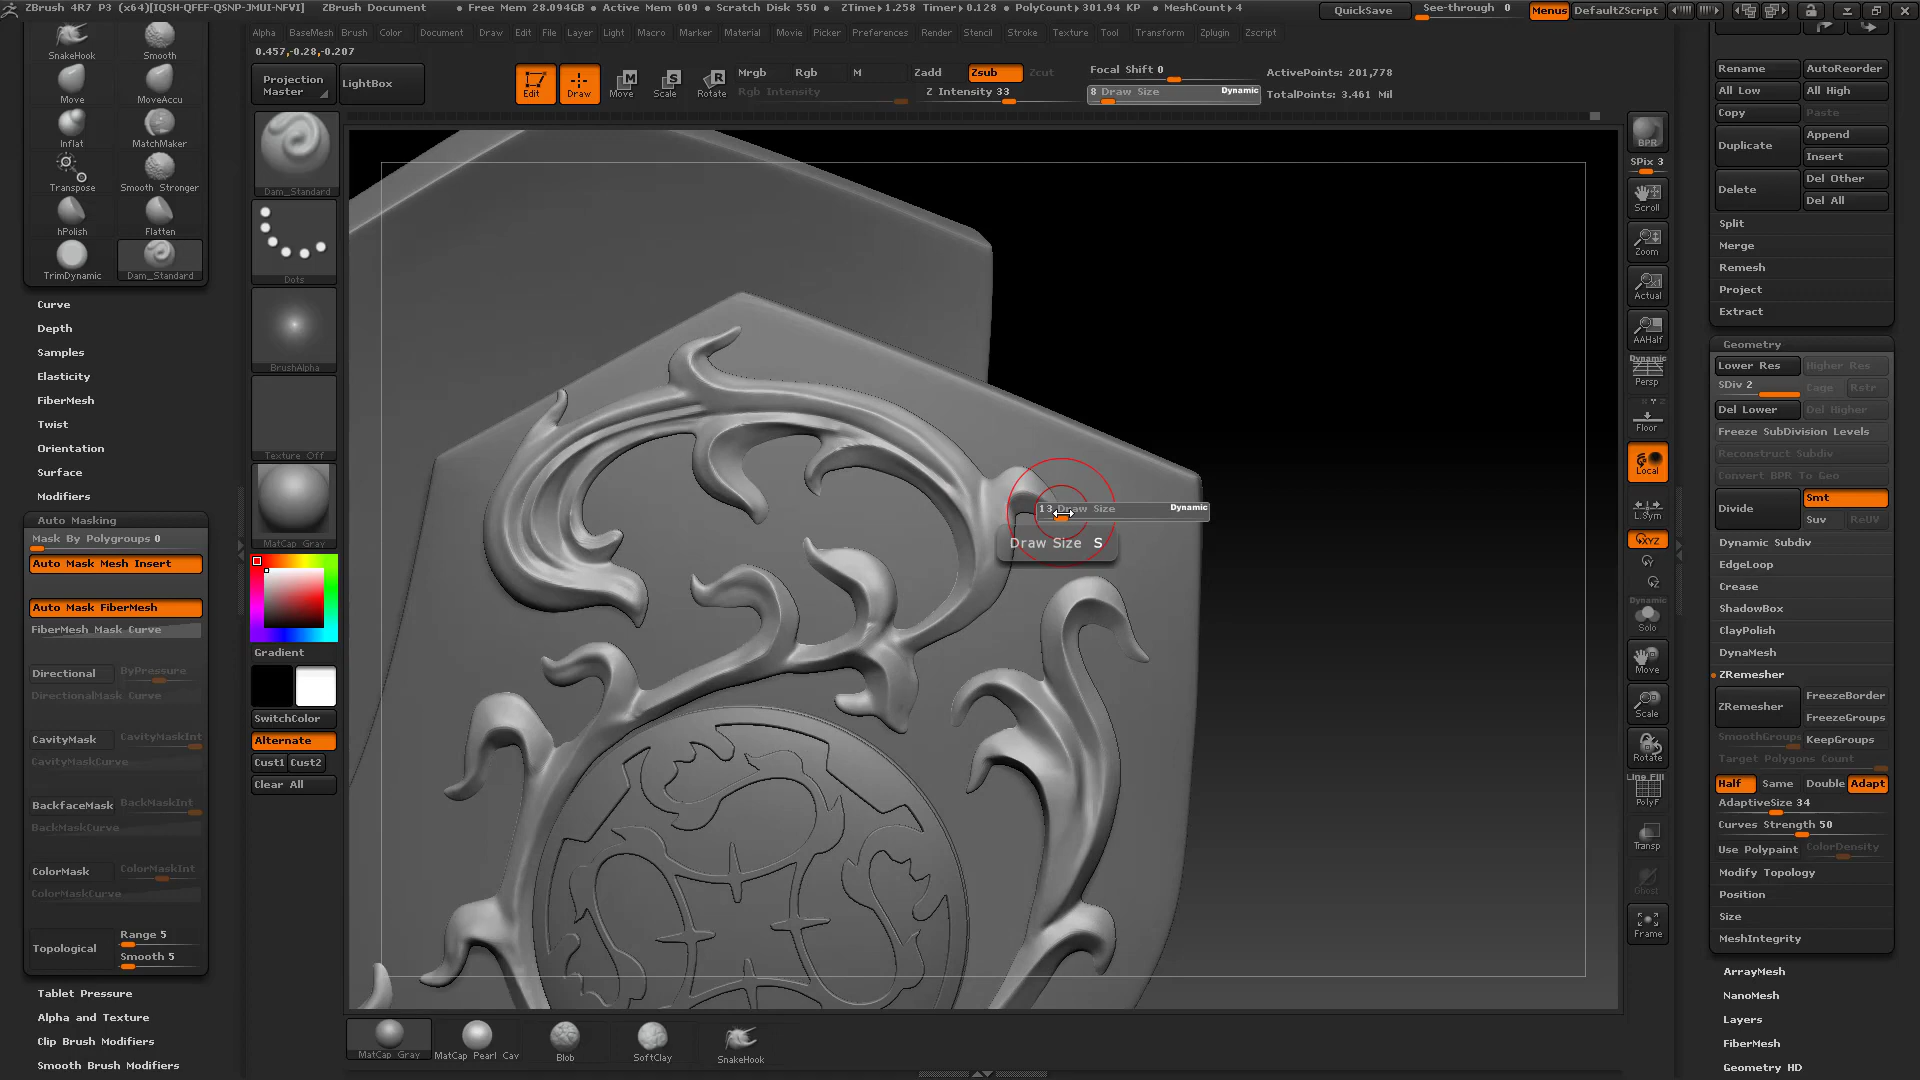 ZBrush 4R7 P3 (x64)[IQSH-QFEF-QSNP-JMUI-NFVI] ZBrush Document • Free Mem 28.094GB • Active Mem 609 • Scratch Disk 550 • ZTime▸1.258 Timer▸0.128 • PolyCount▸301.94 KP • MeshCount▸4 QuickSave See-through 0 Menus DefaultZScript
Alpha BaseMesh Brush Color Document Draw Edit File Layer Light Macro Marker Material Movie Picker Preferences Render Stencil Stroke Texture Tool Transform Zplugin Zscript
0.457,-0.28,-0.207
Projection Master
LightBox
Edit
Draw
Move
Scale
Rotate
Mrgb Rgb M
Rgb Intensity
Zadd Zsub Zcut
Z Intensity 33
Focal Shift 0
8 Draw Size Dynamic
ActivePoints: 201,778
TotalPoints: 3.461 Mil
SnakeHook Smooth
Move MoveAccu
Inflat MatchMaker
Transpose Smooth Stronger
hPolish Flatten
TrimDynamic Dam_Standard
Curve
Depth
Samples
Elasticity
FiberMesh
Twist
Orientation
Surface
Modifiers
Auto Masking
Mask By Polygroups 0
Auto Mask Mesh Insert
Auto Mask FiberMesh
FiberMesh Mask Curve
Directional ByPressure
DirectionalMask Curve
CavityMask CavityMaskInt
CavityMaskCurve
BackfaceMask BackMaskInt
BackMaskCurve
ColorMask ColorMaskInt
ColorMaskCurve
Topological
Range 5
Smooth 5
Tablet Pressure
Alpha and Texture
Clip Brush Modifiers
Smooth Brush Modifiers
Dam_Standard
Dots
BrushAlpha
Texture Off
MatCap Gray
Gradient
SwitchColor
Alternate
Cust1 Cust2
Clear All
13 Draw Size Dynamic
Draw Size S
MatCap Gray
MatCap Pearl Cav
Blob
SoftClay
SnakeHook
BPR
SPix 3
Scroll
Zoom
Actual
AAHalf
Dynamic
Persp
Floor
Local
L.Sym
XYZ
Dynamic
Solo
Move
Scale
Rotate
Line Fill
PolyF
Transp
Ghost
Frame
Rename AutoReorder
All Low All High
Copy Paste
Duplicate
Append
Insert
Delete
Del Other
Del All
Split
Merge
Remesh
Project
Extract
Geometry
Lower Res Higher Res
SDiv 2 Cage Rstr
Del Lower Del Higher
Freeze SubDivision Levels
Reconstruct Subdiv
Convert BPR To Geo
Divide
Smt
Suv ReUV
Dynamic Subdiv
EdgeLoop
Crease
ShadowBox
ClayPolish
DynaMesh
ZRemesher
ZRemesher
FreezeBorder
FreezeGroups
SmoothGroups KeepGroups
Target Polygons Count
Half Same Double Adapt
AdaptiveSize 34
Curves Strength 50
Use Polypaint ColorDensity
Modify Topology
Position
Size
MeshIntegrity
ArrayMesh
NanoMesh
Layers
FiberMesh
Geometry HD